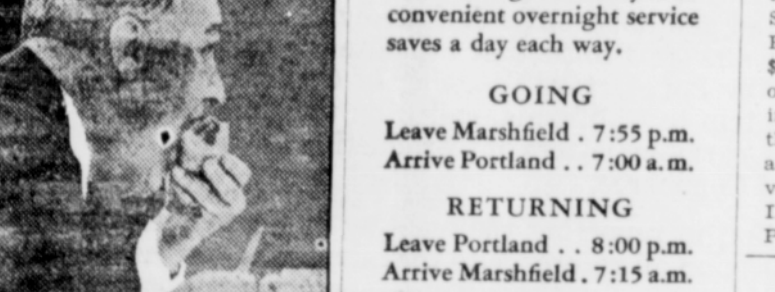 convenient overnight service
saves a day each way.
GOING
Leave Marshfield . 7:55 p.m.
Arrive Portland . . 7:00 a.m.
RETURNING
Leave Portland . . 8:00 p.m.
Arrive Marshfield . 7:15 a.m.